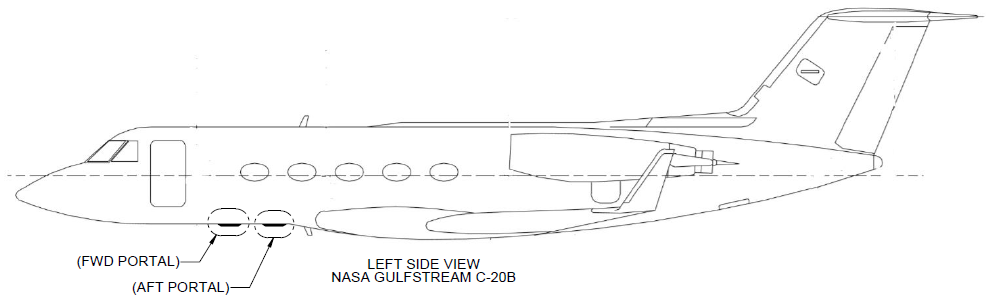 (FWD PORTAL)
(AFT PORTAL)
LEFT SIDE VIEW
NASA GULFSTREAM C-20B